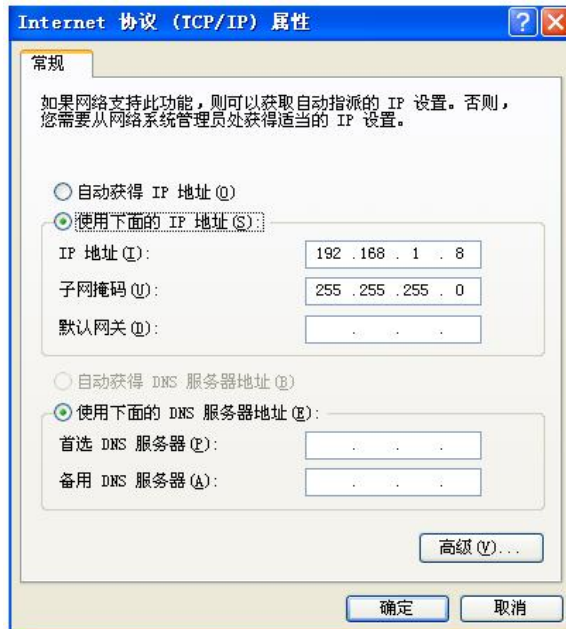 Internet 协议 (TCP/IP) 属性
常规
如果网络支持此功能，则可以获取自动指派的 IP 设置。否则，
您需要从网络系统管理员处获得适当的 IP 设置。
自动获得 IP 地址(O)
使用下面的 IP 地址(S):
IP 地址(I): 192 .168 . 1 . 8
子网掩码(U): 255 .255 .255 . 0
默认网关(D): . . .
自动获得 DNS 服务器地址(B)
使用下面的 DNS 服务器地址(E):
首选 DNS 服务器(P): . . .
备用 DNS 服务器(A): . . .
高级(V)...
确定 取消